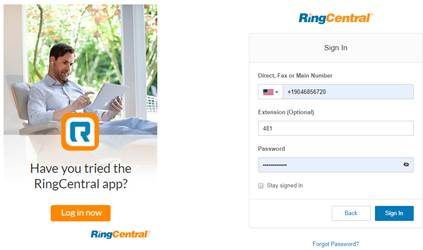 RingCentral
Sign In
Direct, Fax or Main Number
+19046856720
Extension (Optional)
481
Password
Stay signed in
Back
Sign In
Forgot Password?
Have you tried the
RingCentral app?
Log in now
RingCentral